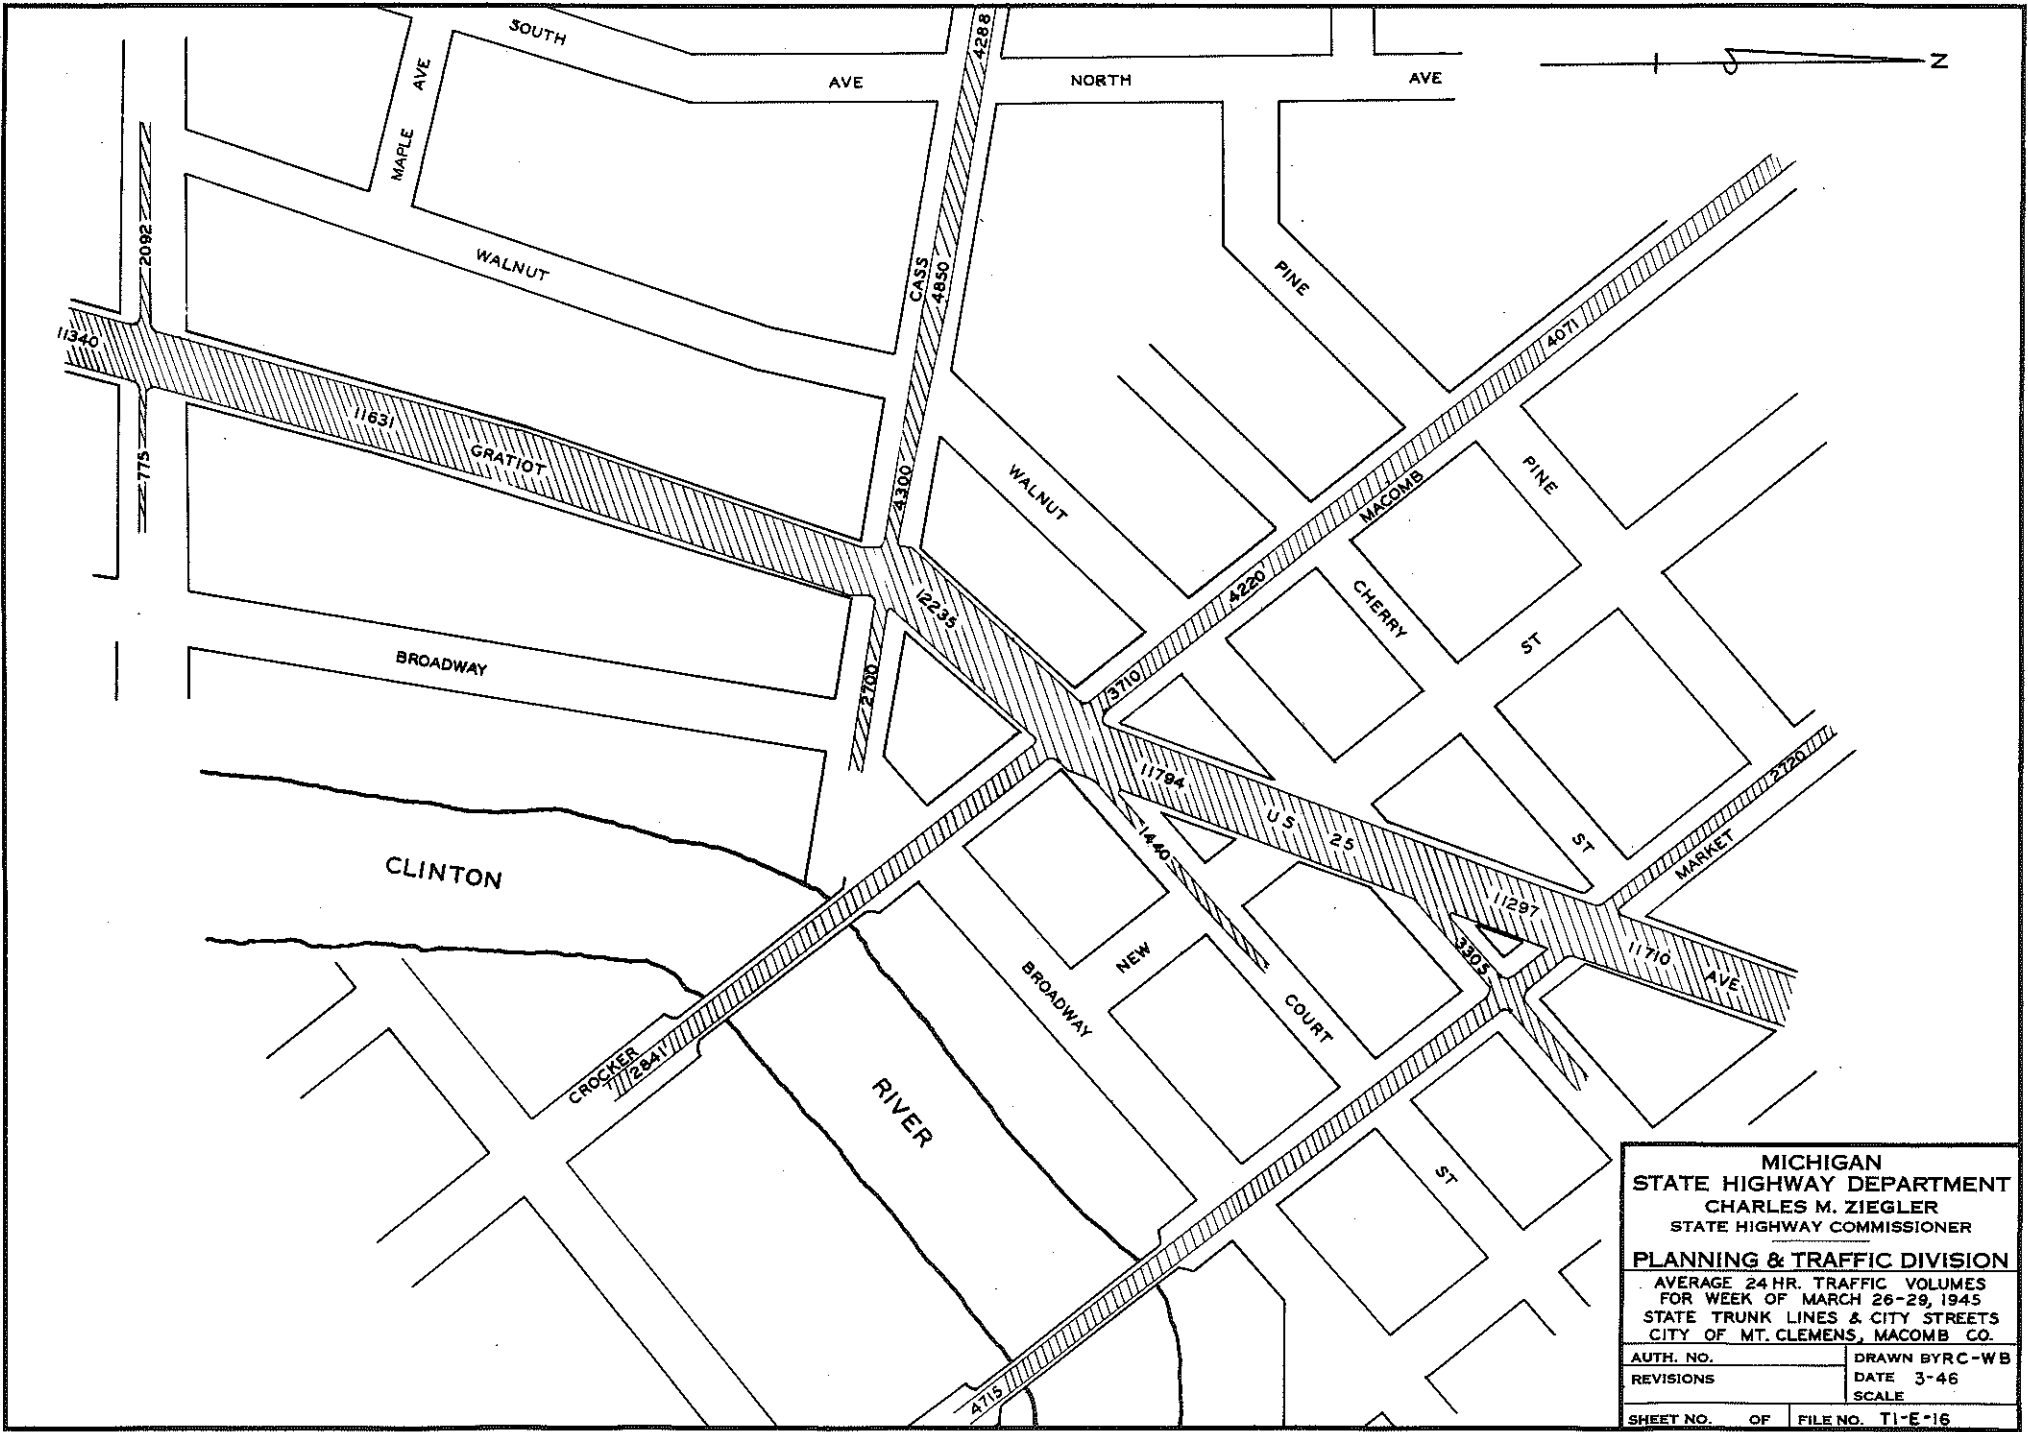 SOUTH
AVE
NORTH
AVE
4288
N
MAPLE AVE
2092
WALNUT
CASS
4850
PINE
11340
4071
11631
GRATIOT
775
4300
WALNUT
MACOMB
PINE
4220
CHERRY
ST
12235
BROADWAY
2700
3710
11794
US 25
2720
MARKET
ST
1440
CLINTON
11297
11710
AVE
3305
NEW
BROADWAY
COURT
CROCKER
2841
RIVER
ST
4715
MICHIGAN
STATE HIGHWAY DEPARTMENT
CHARLES M. ZIEGLER
STATE HIGHWAY COMMISSIONER
PLANNING & TRAFFIC DIVISION
AVERAGE 24 HR. TRAFFIC VOLUMES
FOR WEEK OF MARCH 26-29, 1945
STATE TRUNK LINES & CITY STREETS
CITY OF MT. CLEMENS, MACOMB CO.
AUTH. NO.
DRAWN BY RC-WB
REVISIONS
DATE 3-46
SCALE
SHEET NO. OF
FILE NO. T1-E-16